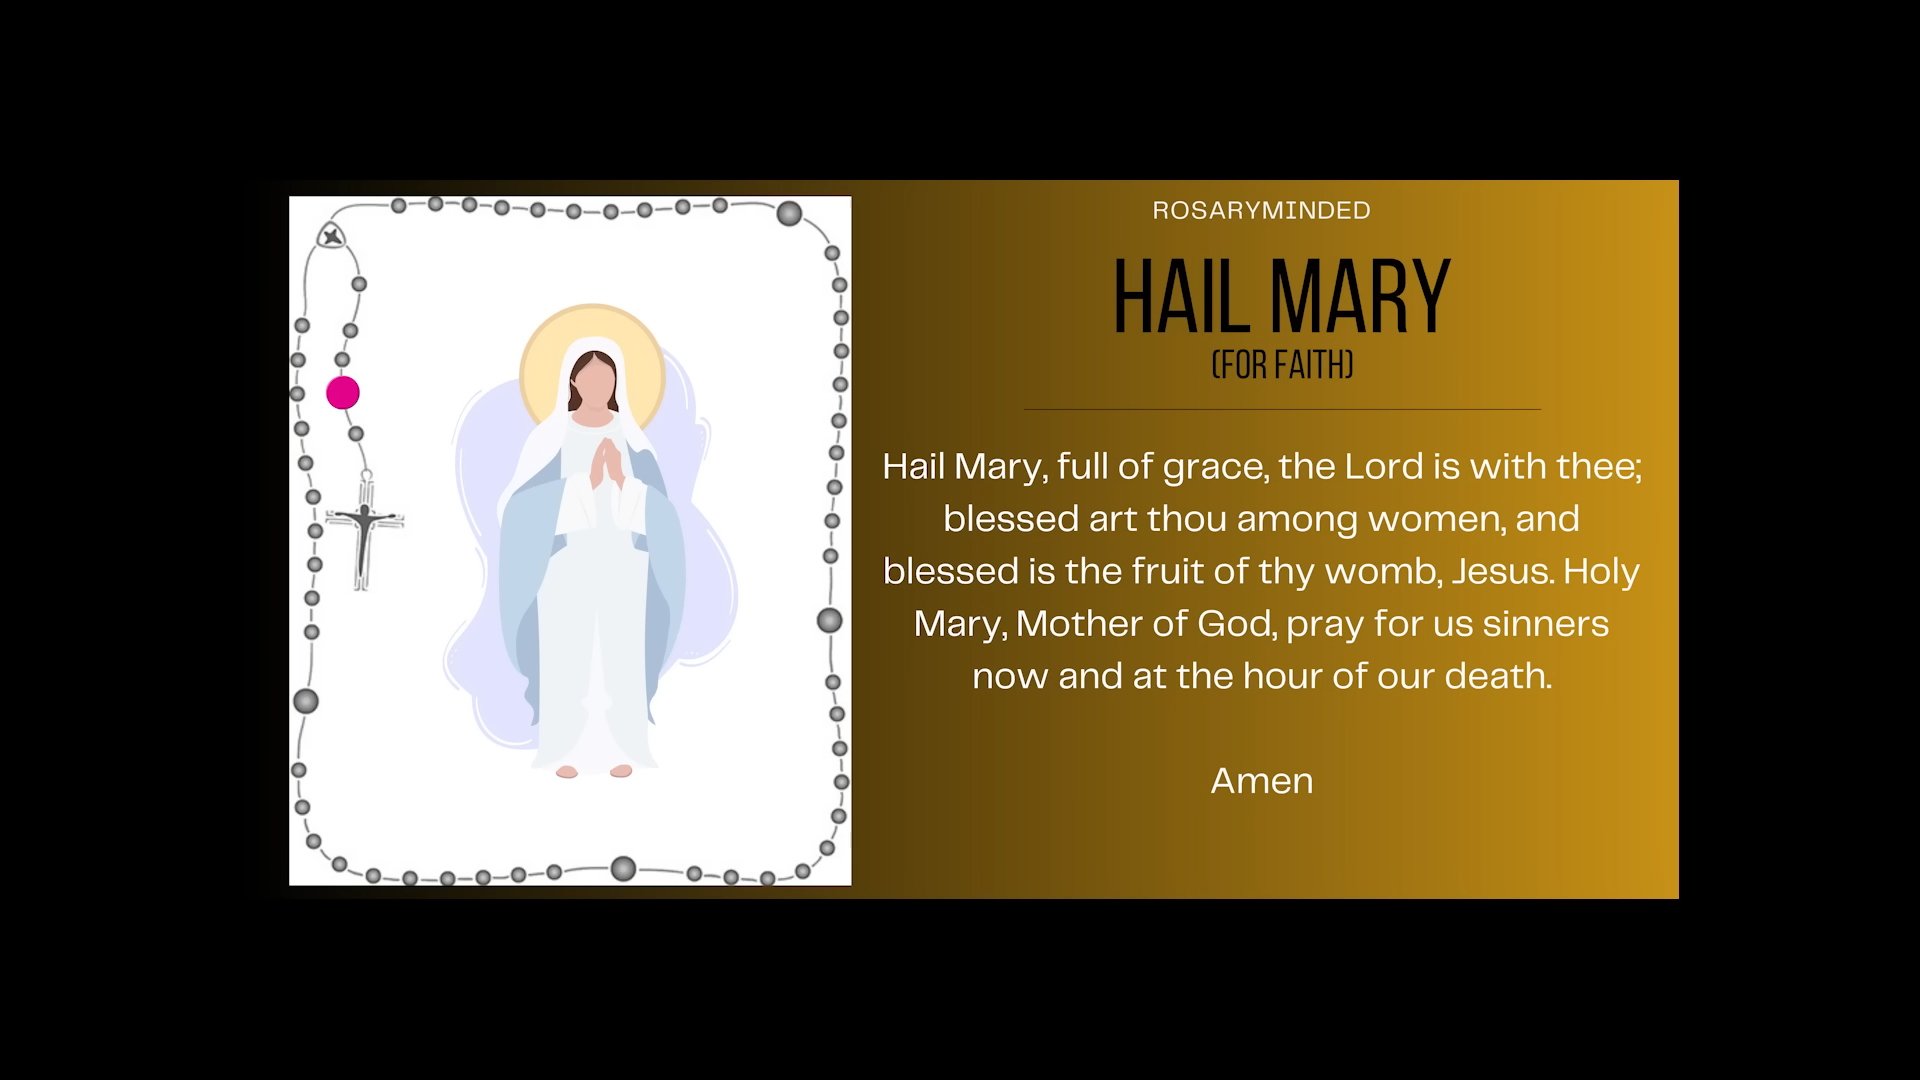 ROSARYMINDED
HAIL MARY
(FOR FAITH)
Hail Mary, full of grace, the Lord is with thee;
blessed art thou among women, and
blessed is the fruit of thy womb, Jesus. Holy
Mary, Mother of God, pray for us sinners
now and at the hour of our death.
Amen